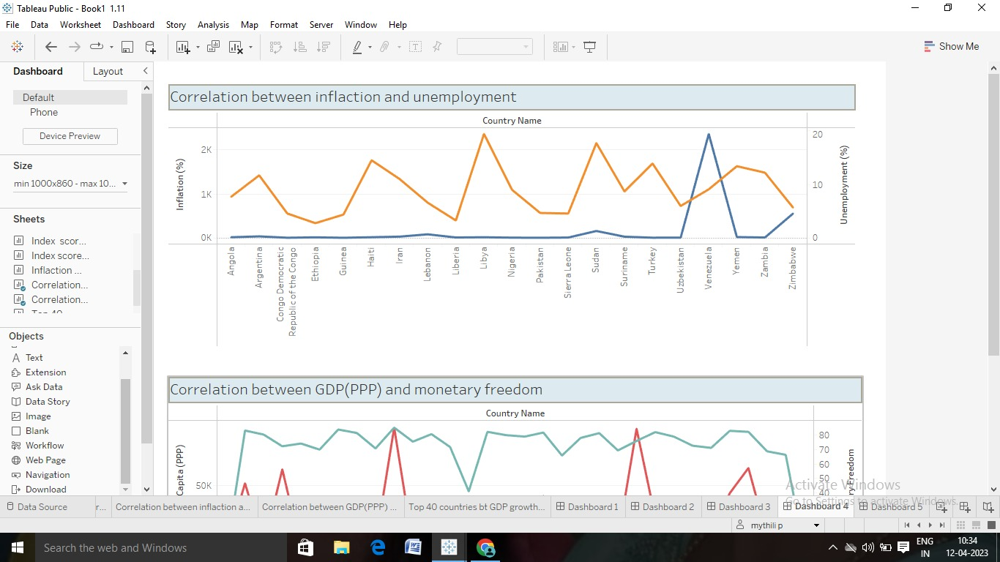 Tableau Public - Book1 1.11
File Data Worksheet Dashboard Story Analysis Map Format Server Window Help
Show Me
Dashboard Layout
Default
Phone
Device Preview
Size
min 1000x860 - max 10...
Sheets
Index scor...
Index score...
Inflaction ...
Correlation...
Correlation...
Top 40
Objects
Text
Extension
Ask Data
Data Story
Image
Blank
Workflow
Web Page
Navigation
Download
Correlation between inflaction and unemployment
Country Name
Inflation (%)
2K
1K
0K
20
10
0
Unemployment (%)
Angola
Argentina
Congo Democratic
Republic of the Congo
Ethiopia
Guinea
Haiti
Iran
Lebanon
Liberia
Libya
Nigeria
Pakistan
Sierra Leone
Sudan
Suriname
Turkey
Uzbekistan
Venezuela
Yemen
Zambia
Zimbabwe
Correlation between GDP(PPP) and monetary freedom
Country Name
Capita (PPP)
50K
80
70
60
50
40
ry Freedom
Activate Windows
Go to Settings to activate Windows.
Data Source r... Correlation between inflaction a... Correlation between GDP(PPP) ... Top 40 countries bt GDP growth... Dashboard 1 Dashboard 2 Dashboard 3 Dashboard 4 Dashboard 5
mythili p
Search the web and Windows
ENG
IN
10:34
12-04-2023